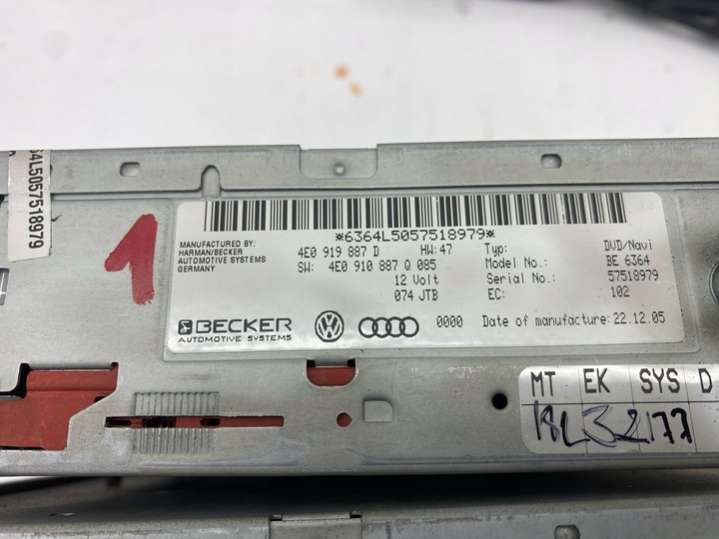 64L5057518979
1
*6364L5057518979*
MANUFACTURED BY:
HARMAN/BECKER
AUTOMOTIVE SYSTEMS
GERMANY
4E0 919 887 D HW: 47
SW: 4E0 910 887 Q 085
12 Volt
074 JTB
Typ: DVD/Navi
Model No.: BE 6364
Serial No.: 57518979
EC: 102
BECKER
AUTOMOTIVE SYSTEMS
0000 Date of manufacture: 22.12.05
MT EK SYS D